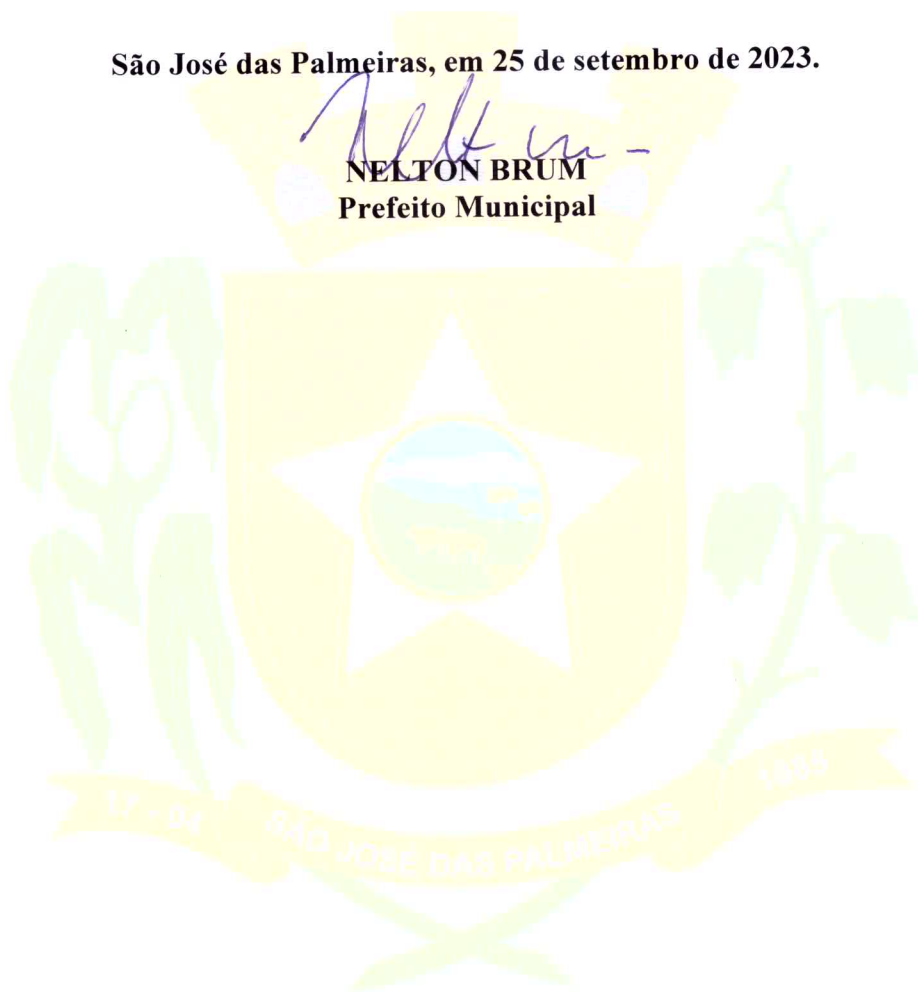 São José das Palmeiras, em 25 de setembro de 2023.
NELTON BRUM
Prefeito Municipal
17 - 04
SÃO JOSÉ DAS PALMEIRAS
1985